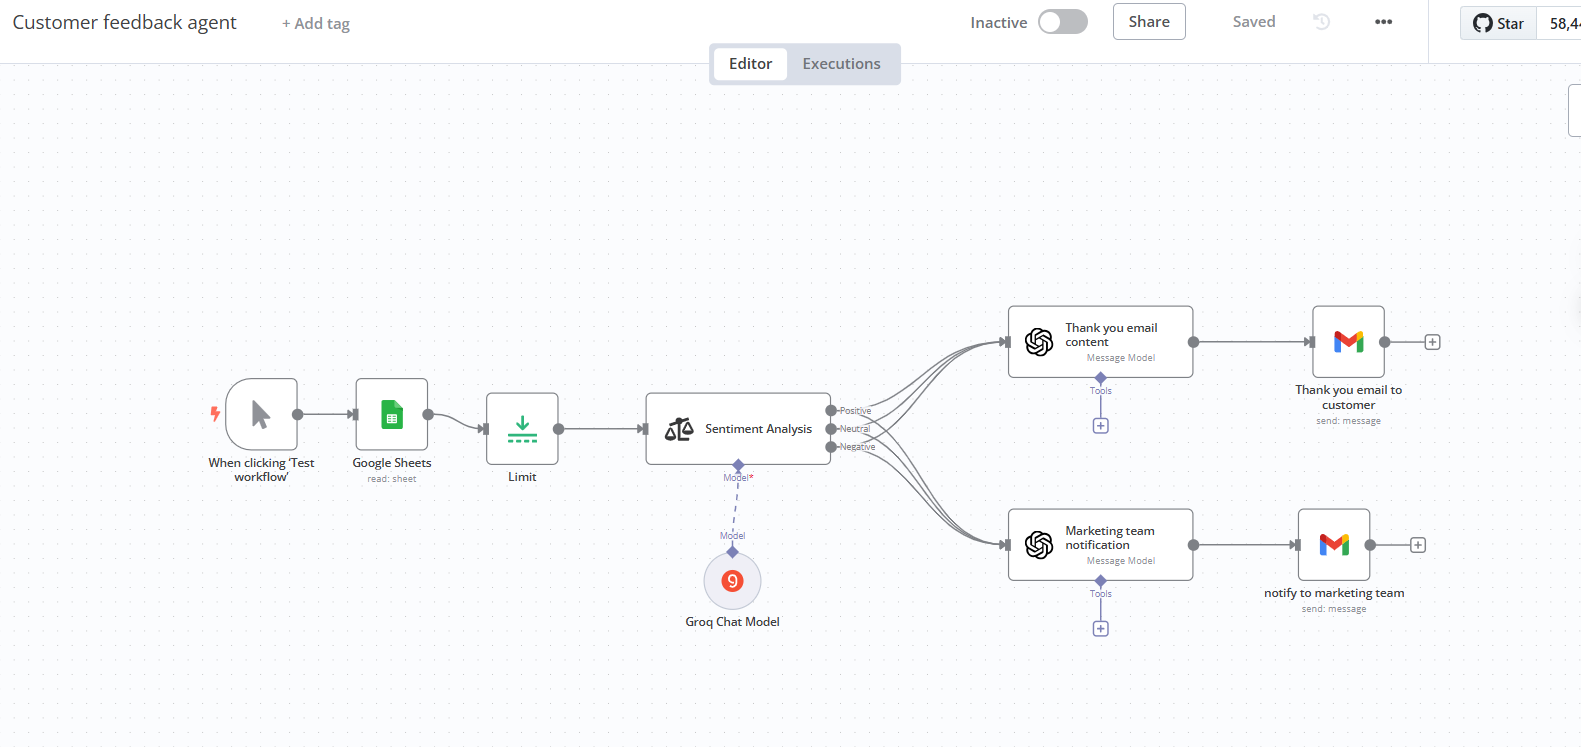 Customer feedback agent
+ Add tag
Inactive
Share
Saved
Star
58,4
Editor
Executions
Thank you email
content
Message Model
Tools
Thank you email to
customer
send: message
When clicking ‘Test
workflow’
Google Sheets
read: sheet
Limit
Sentiment Analysis
Positive
Neutral
Negative
Model*
Model
Groq Chat Model
Marketing team
notification
Message Model
Tools
notify to marketing team
send: message